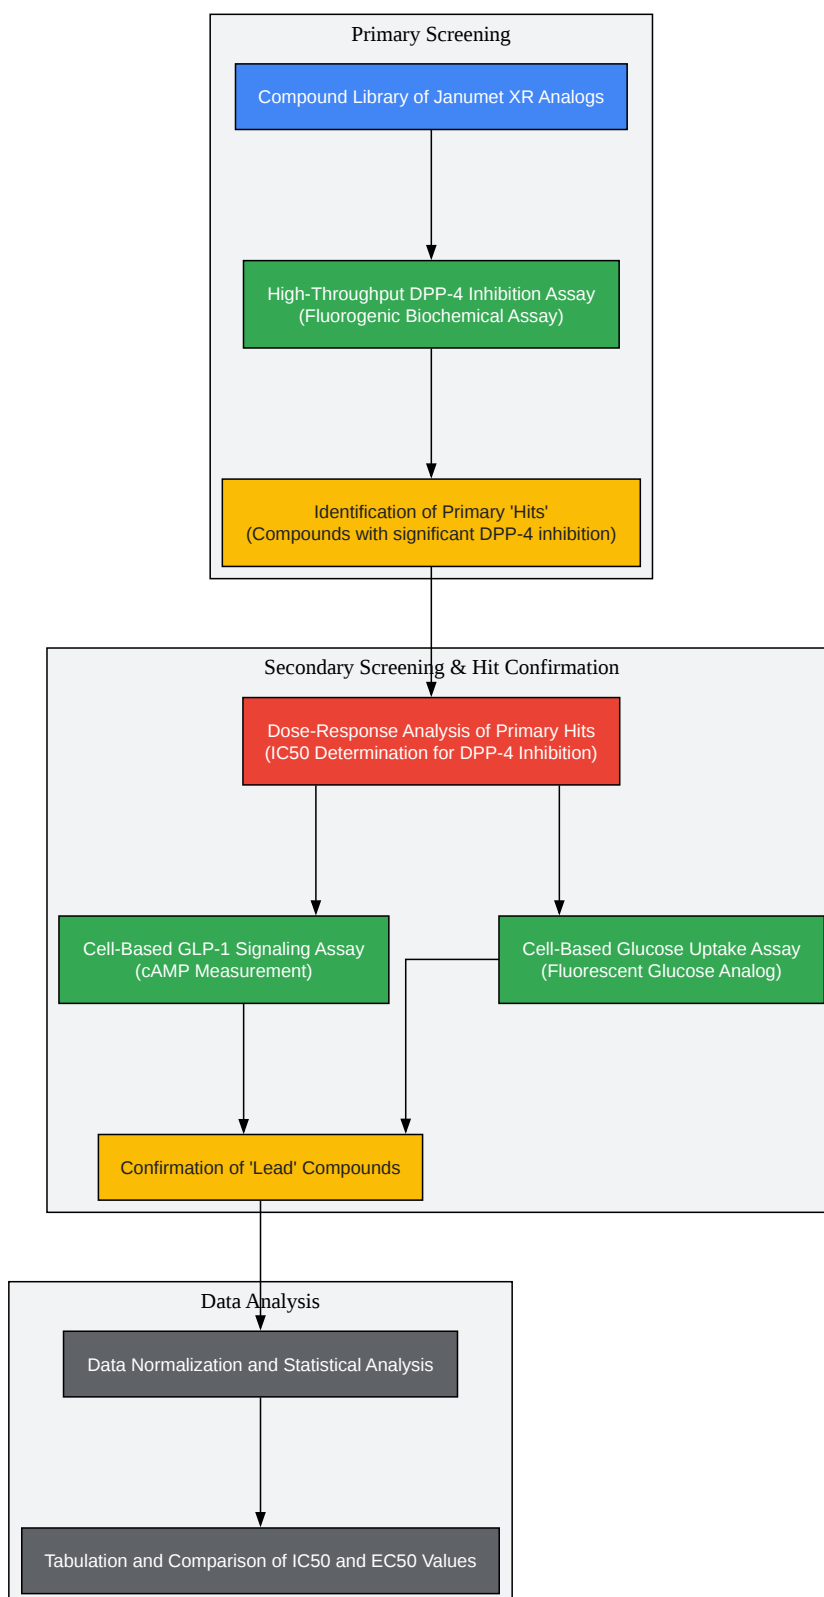 Primary Screening
Compound Library of Janumet XR Analogs
High-Throughput DPP-4 Inhibition Assay
(Fluorogenic Biochemical Assay)
Identification of Primary 'Hits'
(Compounds with significant DPP-4 inhibition)
Secondary Screening & Hit Confirmation
Dose-Response Analysis of Primary Hits
(IC50 Determination for DPP-4 Inhibition)
Cell-Based GLP-1 Signaling Assay
(cAMP Measurement)
Cell-Based Glucose Uptake Assay
(Fluorescent Glucose Analog)
Confirmation of 'Lead' Compounds
Data Analysis
Data Normalization and Statistical Analysis
Tabulation and Comparison of IC50 and EC50 Values